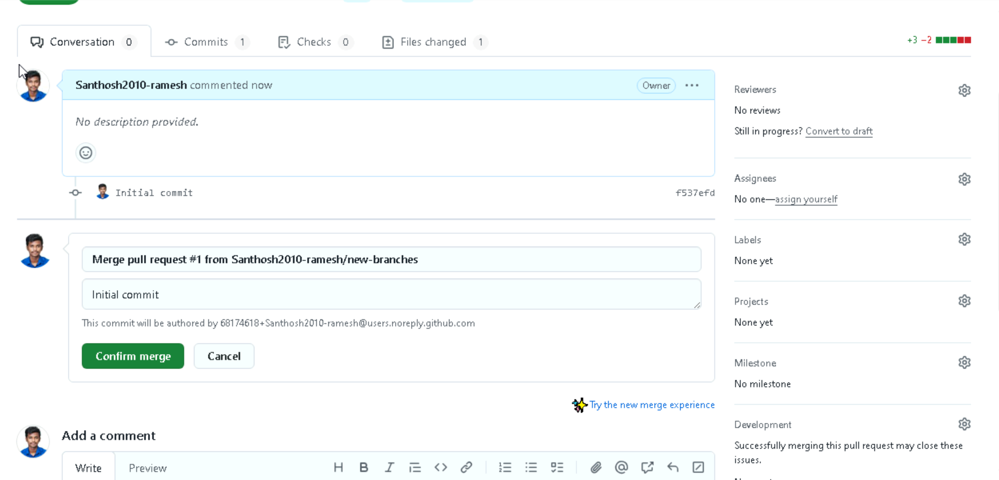 Conversation 0 Commits 1 Checks 0 Files changed 1 +3 −2
Santhosh2010-ramesh commented now Owner
No description provided.
Initial commit f537efd
Merge pull request #1 from Santhosh2010-ramesh/new-branches
Initial commit
This commit will be authored by 68174618+Santhosh2010-ramesh@users.noreply.github.com
Confirm merge Cancel
Try the new merge experience
Add a comment
Write Preview
Reviewers
No reviews
Still in progress? Convert to draft
Assignees
No one—assign yourself
Labels
None yet
Projects
None yet
Milestone
No milestone
Development
Successfully merging this pull request may close these
issues.